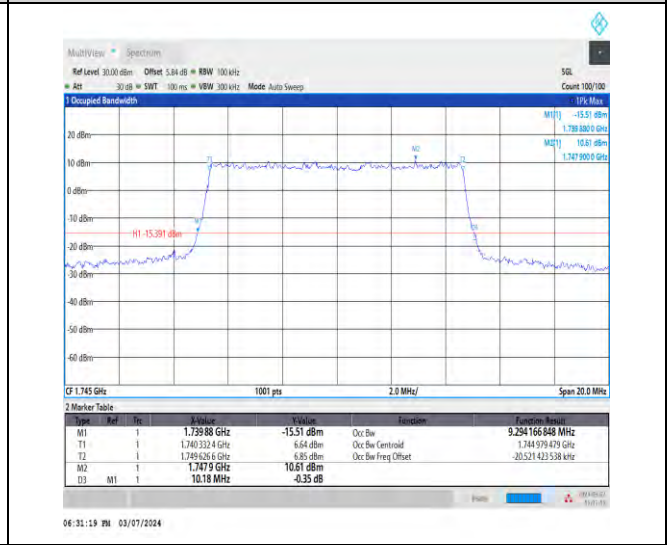 MultiView Spectrum
Ref Level 30.00 dBm Offset 5.84 dB RBW 100 kHz SGL
Att 30 dB SWT 100 ms VBW 300 kHz Mode Auto Sweep Count 100/100
1 Occupied Bandwidth 1Pk Max
M1[1] -15.51 dBm
1.739 880 0 GHz
M2[1] 10.61 dBm
1.747 900 0 GHz
20 dBm
10 dBm
0 dBm
-10 dBm
-20 dBm
-30 dBm
-40 dBm
-50 dBm
-60 dBm
T1
M2
T2
M1
D3
H1 -15.391 dBm
CF 1.745 GHz 1001 pts 2.0 MHz/ Span 20.0 MHz
2 Marker Table
Type Ref Trc X-Value Y-Value Function Function Result
M1 1 1.739 88 GHz -15.51 dBm Occ Bw 9.294 166 848 MHz
T1 1 1.740 332 4 GHz 6.64 dBm Occ Bw Centroid 1.744 979 479 GHz
T2 1 1.749 626 6 GHz 6.85 dBm Occ Bw Freq Offset -20.521 423 538 kHz
M2 1 1.747 9 GHz 10.61 dBm
D3 M1 1 10.18 MHz -0.35 dB
06:31:19 PM 03/07/2024